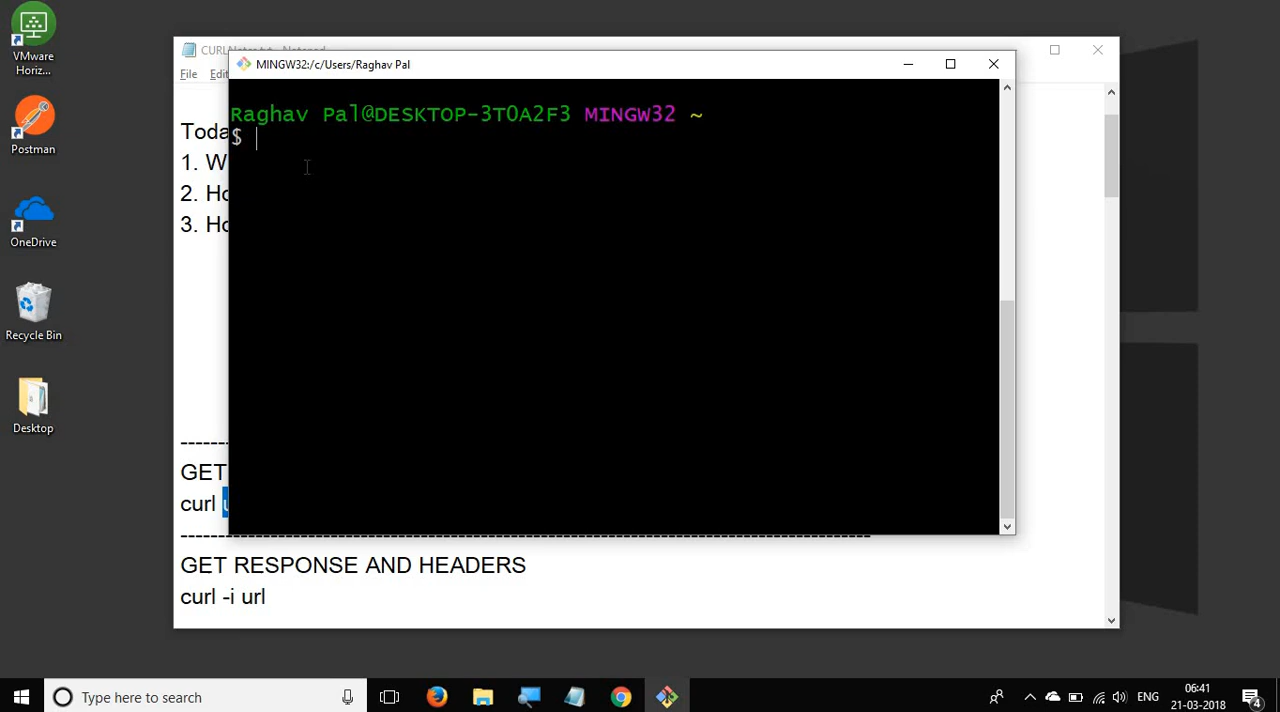 VMware
Horiz...
Postman
OneDrive
Recycle Bin
Desktop
File
MINGW32:/c/Users/Raghav Pal
Raghav Pal@DESKTOP-3T0A2F3 MINGW32 ~
$
1. W
2. Ho
3. Ho
GET
curl
--------------------------------------------------------------------------------------------
GET RESPONSE AND HEADERS
curl -i url
Type here to search
ENG
06:41
21-03-2018
4